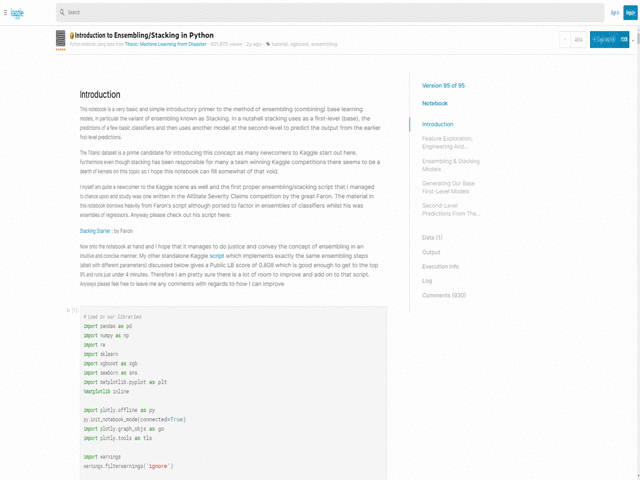 kaggle
Search
Introduction to Ensembling/Stacking in Python
Python notebook using data from Titanic: Machine Learning from Disaster · views · 2y ago · tutorial, xgboost, ensembling
Introduction
This notebook is a very basic and simple introductory primer to the method of ensembling (combining) base learning
models, in particular the variant of ensembling known as Stacking. In a nutshell stacking uses as a first-level (base), the
predictions of a few basic classifiers and then uses another model at the second-level to predict the output from the earlier
first-level predictions.
The Titanic dataset is a prime candidate for introducing this concept as many newcomers to Kaggle start out here.
Furthermore even though stacking has been responsible for many a team winning Kaggle competitions there seems to be a
dearth of kernels on this topic so I hope this notebook can fill somewhat of that void.
I myself am quite a newcomer to the Kaggle scene as well and the first proper ensembling/stacking script that I managed
to chance upon and study was one written in the AllState Severity Claims competition by the great Faron. The material in
this notebook borrows heavily from Faron's script although ported to factor in ensembles of classifiers whilst his was
ensembles of regressors. Anyway please check out his script here:
Stacking Starter : by Faron
Now onto the notebook at hand and I hope that it manages to do justice and convey the concept of ensembling in an
intuitive and concise manner. My other standalone Kaggle script which implements exactly the same ensembling steps
(albeit with different parameters) discussed below gives a Public LB score of 0.808 which is good enough to get to the top
9% and runs just under 4 minutes. Therefore I am pretty sure there is a lot of room to improve and add on to that script.
Anyways please feel free to leave me any comments with regards to how I can improve
# Load in our libraries
import pandas as pd
import numpy as np
import re
import sklearn
import xgboost as xgb
import seaborn as sns
import matplotlib.pyplot as plt
%matplotlib inline
import plotly.offline as py
py.init_notebook_mode(connected=True)
import plotly.graph_objs as go
import plotly.tools as tls
import warnings
warnings.filterwarnings('ignore')
Version 85 of 95
Notebook
Introduction
Feature Exploration,
Engineering And...
Ensembling & Stacking
Models
Generating Our Base
First-Level Models
Second-Level
Predictions From The...
Data (1)
Output
Execution Info
Log
Comments (930)